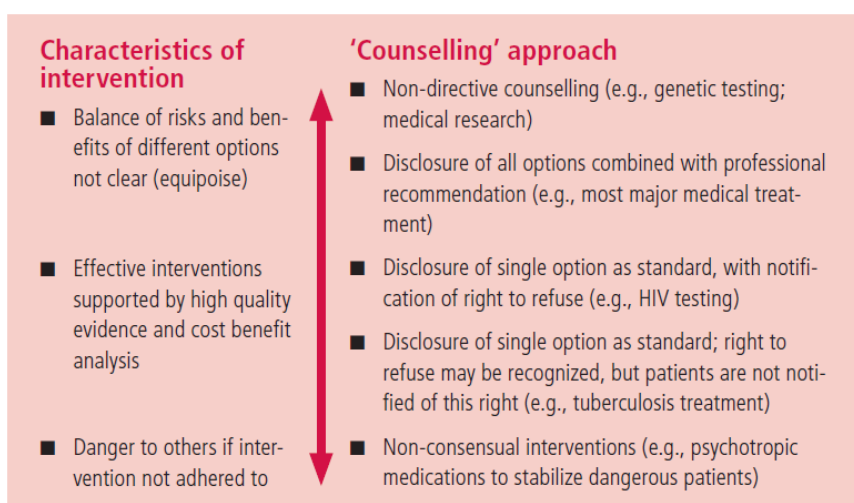 Characteristics of
intervention
■ Balance of risks and ben-
efits of different options
not clear (equipoise)
■ Effective interventions
supported by high quality
evidence and cost benefit
analysis
■ Danger to others if inter-
vention not adhered to
‘Counselling’ approach
■ Non-directive counselling (e.g., genetic testing;
medical research)
■ Disclosure of all options combined with professional
recommendation (e.g., most major medical treat-
ment)
■ Disclosure of single option as standard, with notifi-
cation of right to refuse (e.g., HIV testing)
■ Disclosure of single option as standard; right to
refuse may be recognized, but patients are not noti-
fied of this right (e.g., tuberculosis treatment)
■ Non-consensual interventions (e.g., psychotropic
medications to stabilize dangerous patients)